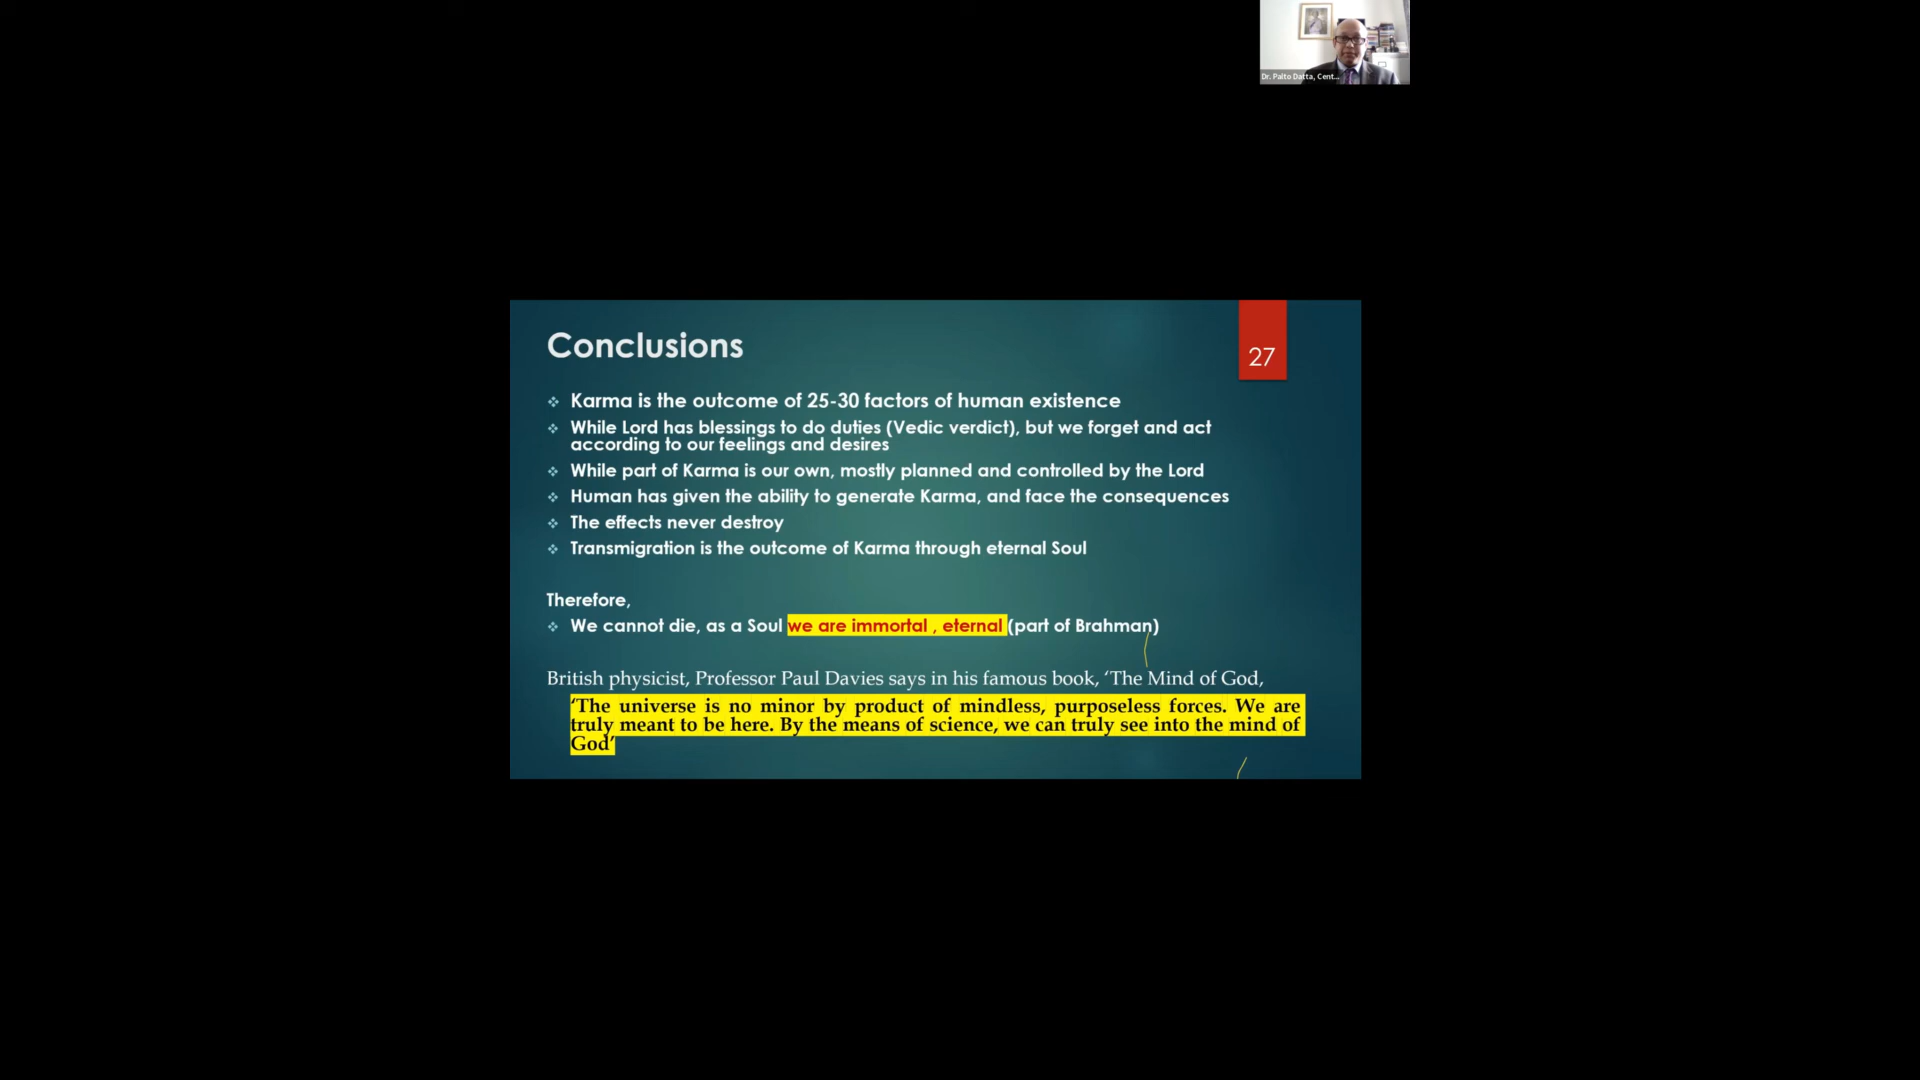 Dr. Palto Datta, Cent...
Conclusions
27
Karma is the outcome of 25-30 factors of human existence
While Lord has blessings to do duties (Vedic verdict), but we forget and act
according to our feelings and desires
While part of Karma is our own, mostly planned and controlled by the Lord
Human has given the ability to generate Karma, and face the consequences
The effects never destroy
Transmigration is the outcome of Karma through eternal Soul
Therefore,
We cannot die, as a Soul we are immortal , eternal (part of Brahman)
British physicist, Professor Paul Davies says in his famous book, ‘The Mind of God,
‘The universe is no minor by product of mindless, purposeless forces. We are
truly meant to be here. By the means of science, we can truly see into the mind of
God’